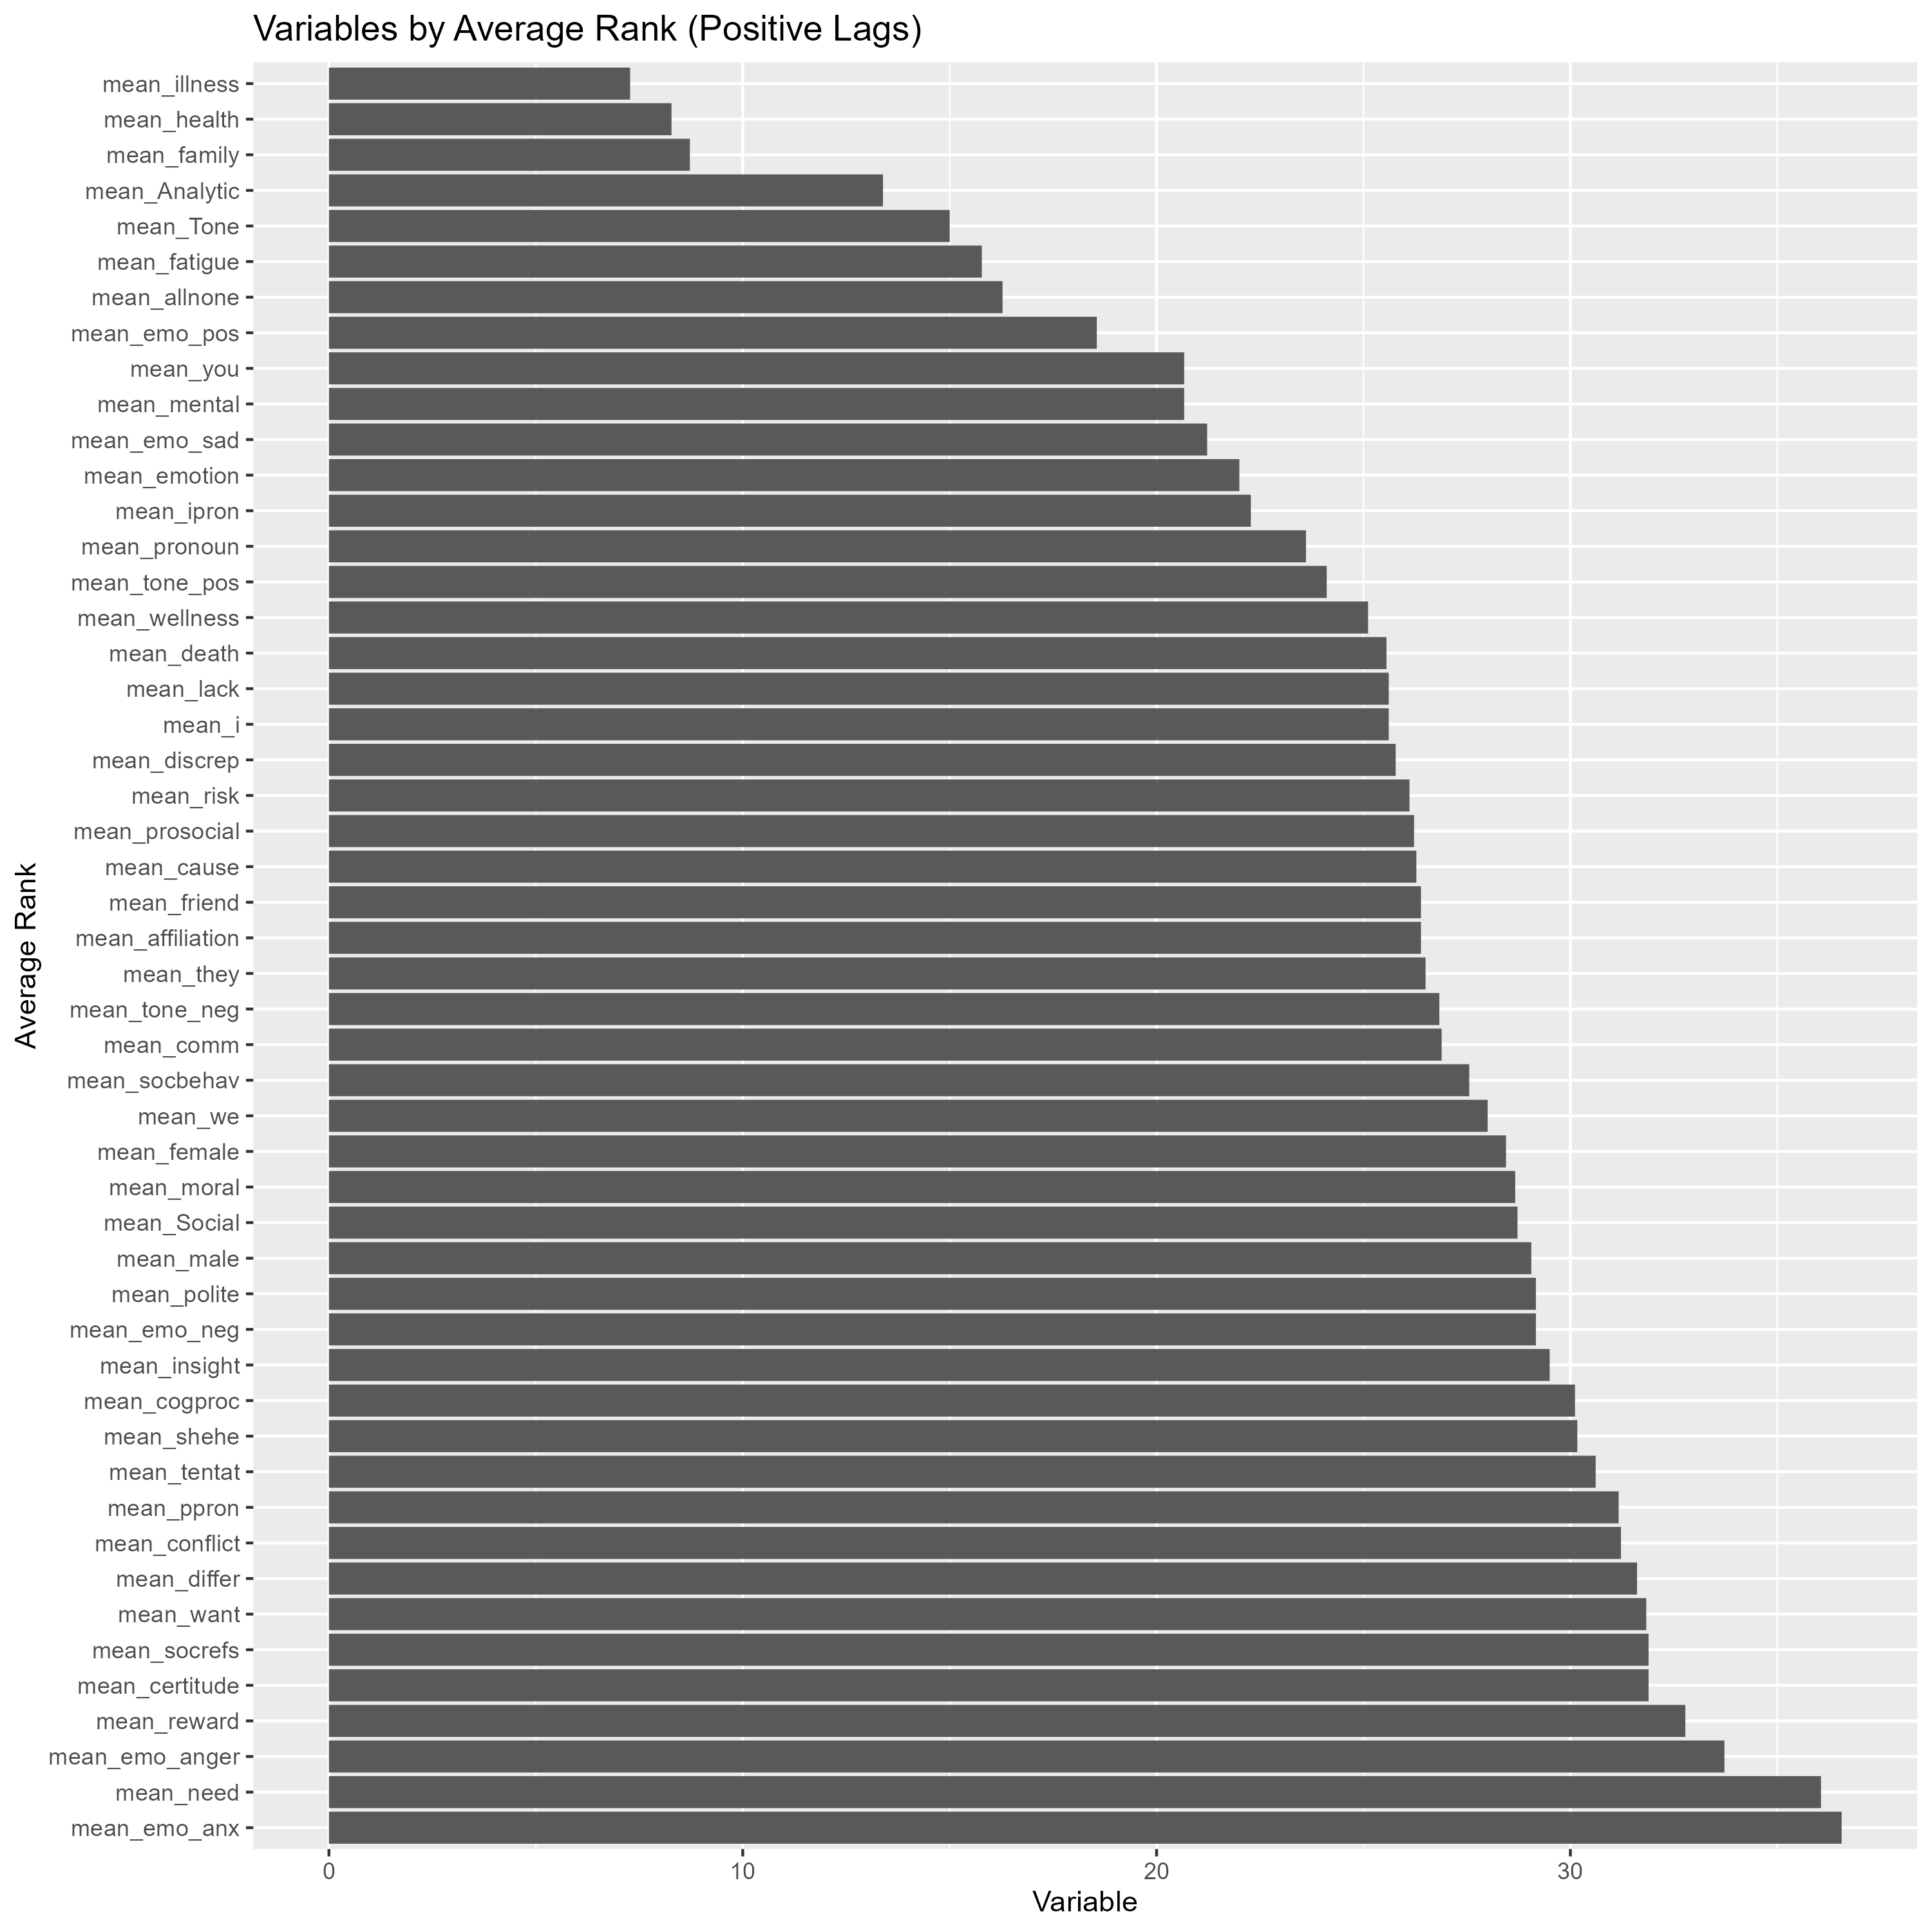 Variables by Average Rank (Positive Lags)
mean_illness
mean_health
mean_family
mean_Analytic
mean_Tone
mean_fatigue
mean_allnone
mean_emo_pos
mean_you
mean_mental
mean_emo_sad
mean_emotion
mean_ipron
mean_pronoun
mean_tone_pos
mean_wellness
mean_death
mean_lack
mean_i
mean_discrep
mean_risk
mean_prosocial
mean_cause
mean_friend
mean_affiliation
mean_they
mean_tone_neg
mean_comm
mean_socbehav
mean_we
mean_female
mean_moral
mean_Social
mean_male
mean_polite
mean_emo_neg
mean_insight
mean_cogproc
mean_shehe
mean_tentat
mean_ppron
mean_conflict
mean_differ
mean_want
mean_socrefs
mean_certitude
mean_reward
mean_emo_anger
mean_need
mean_emo_anx
Average Rank
0 10 20 30
Variable